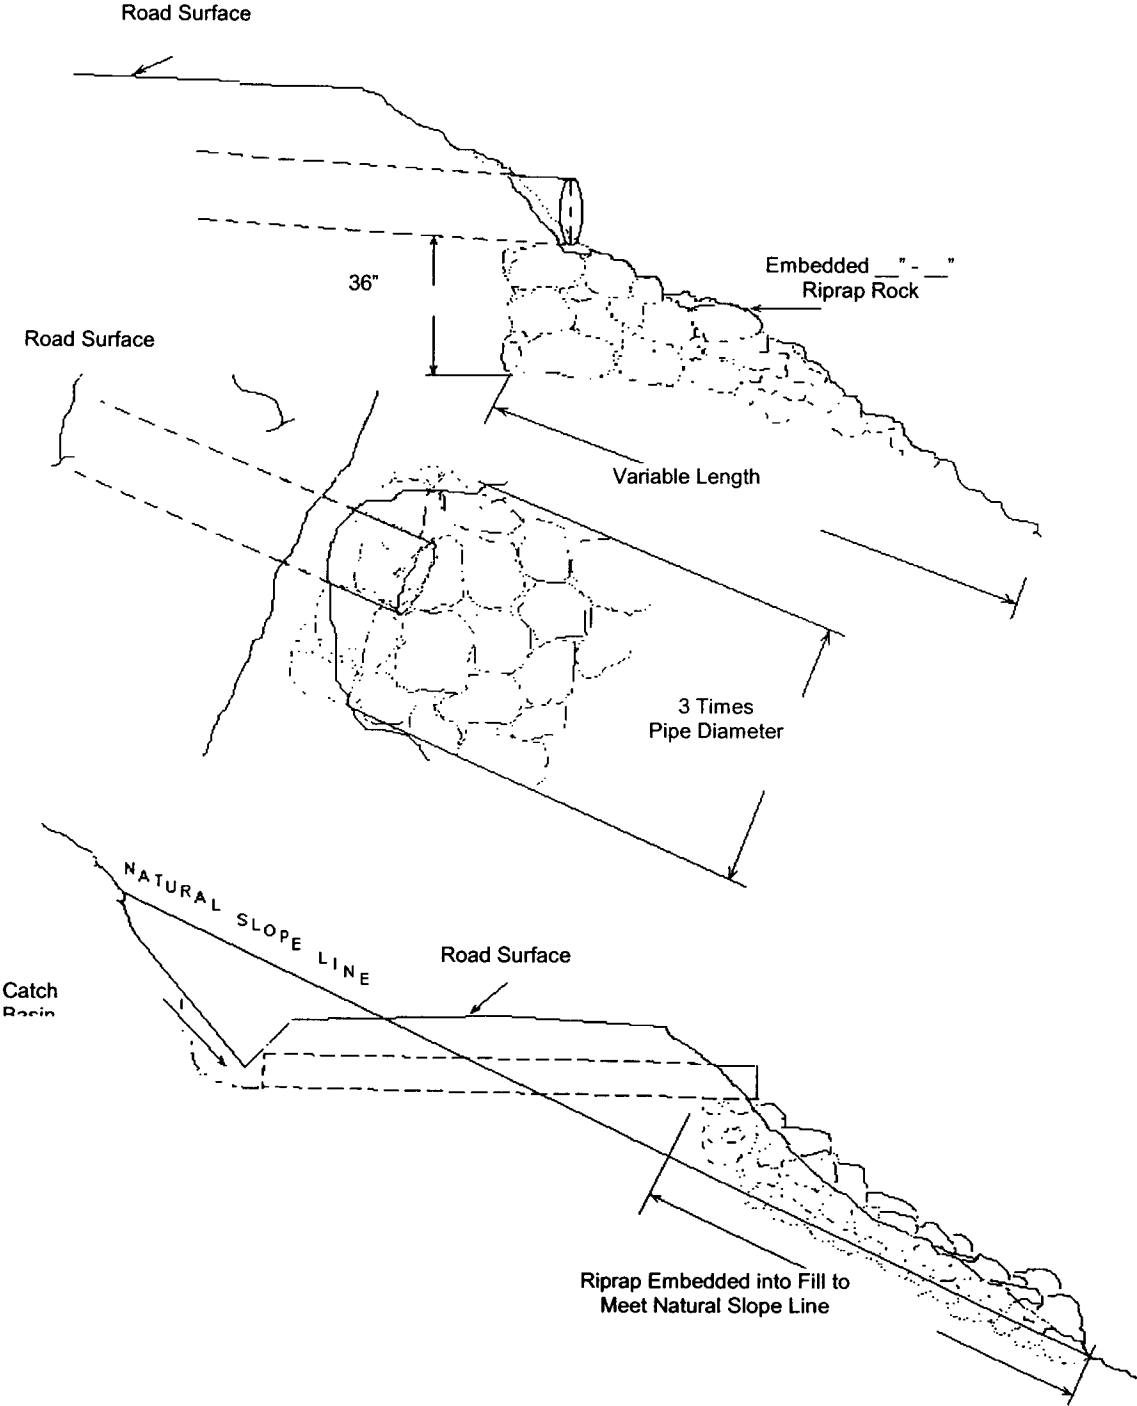 Road Surface
36”
Embedded __” - __”
Riprap Rock
Road Surface
Variable Length
3 Times
Pipe Diameter
NATURAL SLOPE LINE
Road Surface
Catch
Basin
Riprap Embedded into Fill to
Meet Natural Slope Line